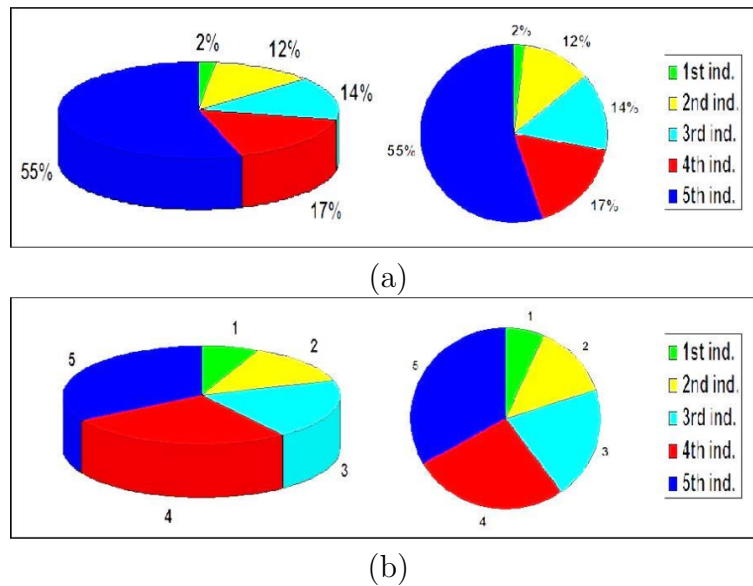 2%
12%
14%
17%
55%
2%
12%
14%
17%
55%
1st ind.
2nd ind.
3rd ind.
4th ind.
5th ind.
(a)
1
2
3
4
5
1
2
3
4
5
1st ind.
2nd ind.
3rd ind.
4th ind.
5th ind.
(b)